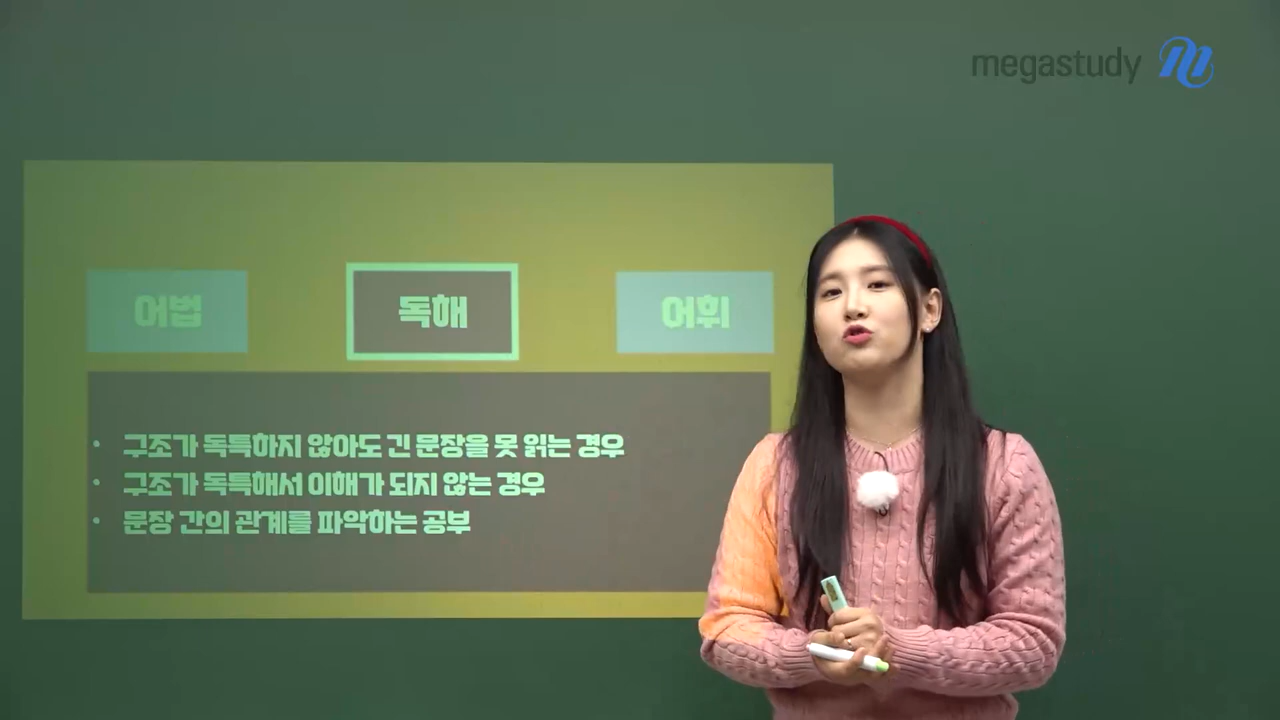 megastudy
어법
독해
어휘
• 구조가 독특하지 않아도 긴 문장을 못 읽는 경우
• 구조가 독특해서 이해가 되지 않는 경우
• 문장 간의 관계를 파악하는 공부